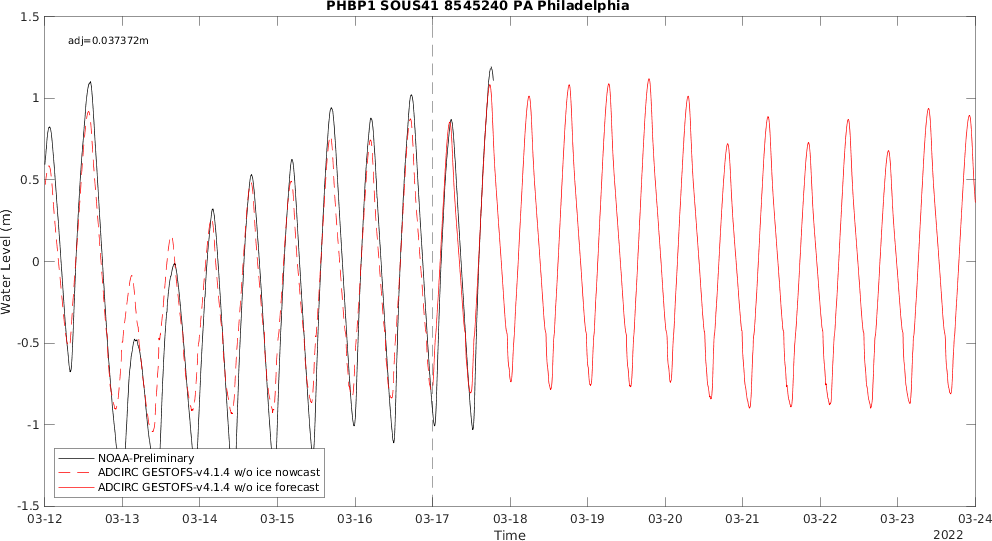 PHBP1 SOUS41 8545240 PA Philadelphia
adj=0.037372m
1.5
1
0.5
0
-0.5
-1
-1.5
Water Level (m)
NOAA-Preliminary
ADCIRC GESTOFS-v4.1.4 w/o ice nowcast
ADCIRC GESTOFS-v4.1.4 w/o ice forecast
03-12 03-13 03-14 03-15 03-16 03-17 03-18 03-19 03-20 03-21 03-22 03-23 03-24
Time
2022